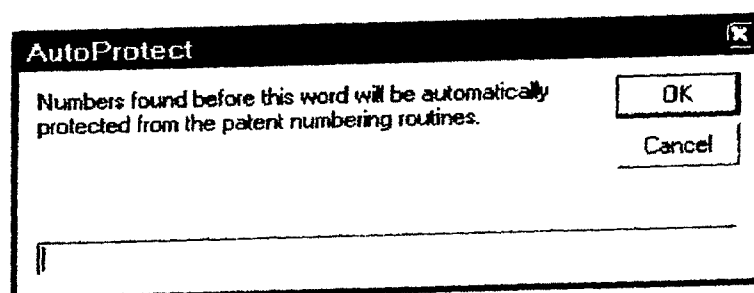 AutoProtect
Numbers found before this word will be automatically
protected from the patent numbering routines.
OK
Cancel